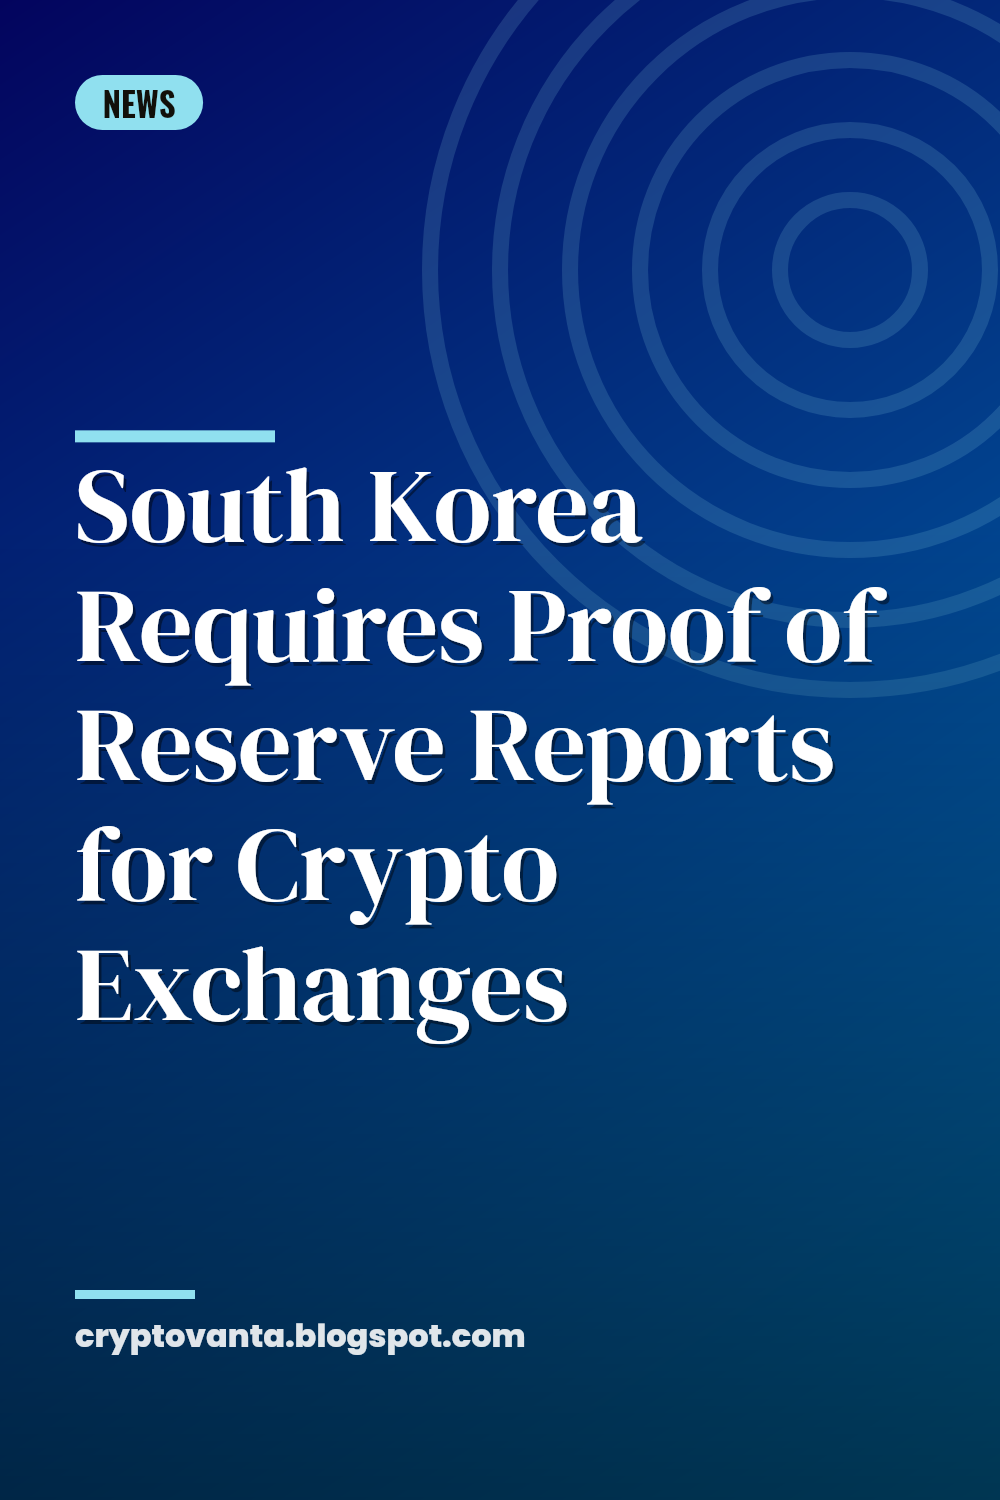 NEWS
South Korea
Requires Proof of
Reserve Reports
for Crypto
Exchanges
cryptovanta.blogspot.com